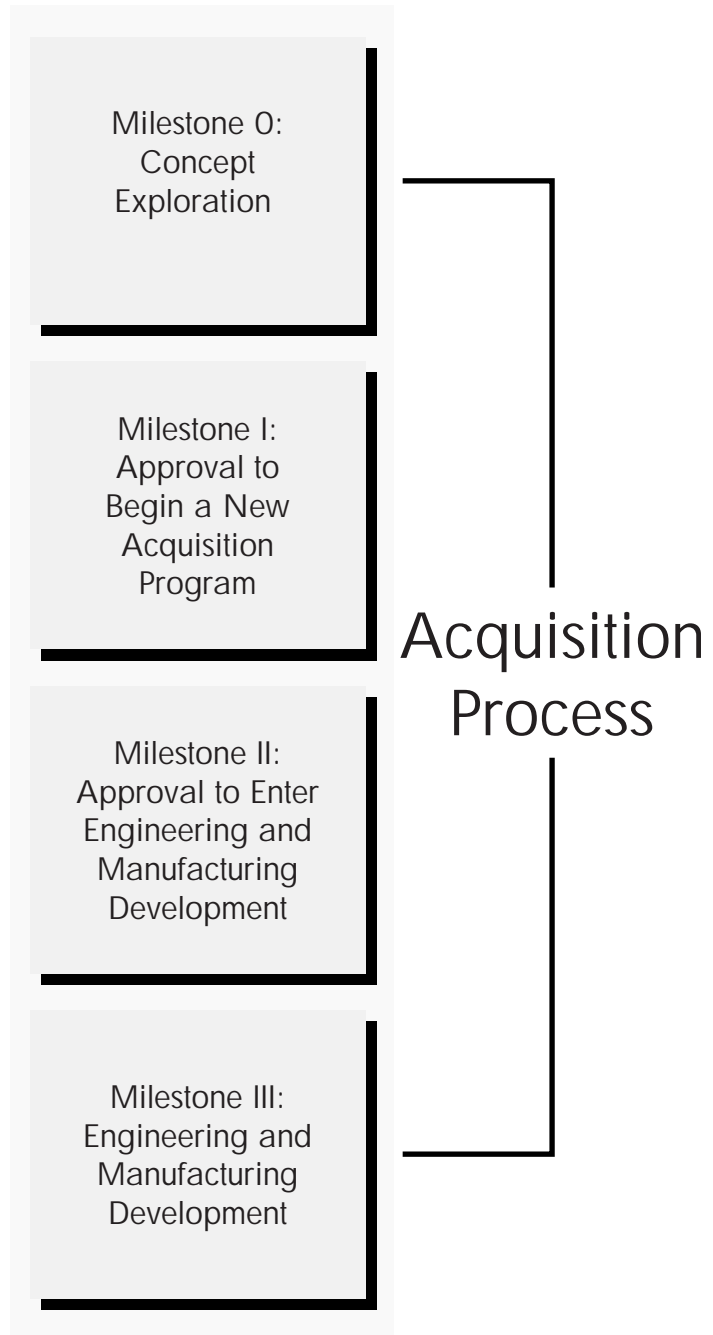 Milestone 0:
Concept
Exploration
Milestone I:
Approval to
Begin a New
Acquisition
Program
Milestone II:
Approval to Enter
Engineering and
Manufacturing
Development
Milestone III:
Engineering and
Manufacturing
Development
Acquisition
Process